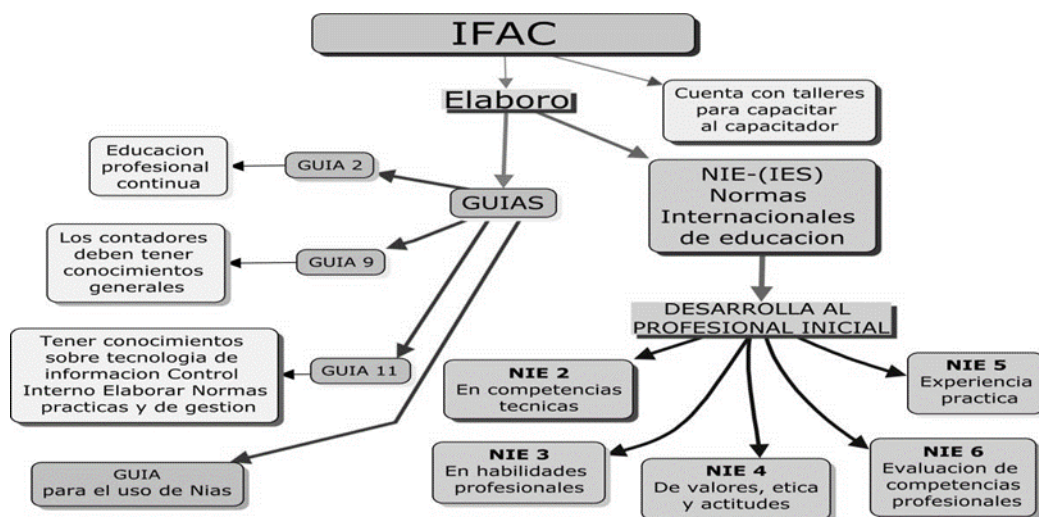 IFAC
Elaboro
Cuenta con talleres
para capacitar
al capacitador
Educacion
profesional
continua
GUIA 2
GUIAS
NIE-(IES)
Normas
Internacionales
de educacion
Los contadores
deben tener
conocimientos
generales
GUIA 9
DESARROLLA AL
PROFESIONAL INICIAL
Tener conocimientos
sobre tecnologia de
informacion Control
Interno Elaborar Normas
practicas y de gestion
GUIA 11
NIE 2
En competencias
tecnicas
NIE 5
Experiencia
practica
GUIA
para el uso de Nias
NIE 3
En habilidades
profesionales
NIE 4
De valores, etica
y actitudes
NIE 6
Evaluacion de
competencias
profesionales